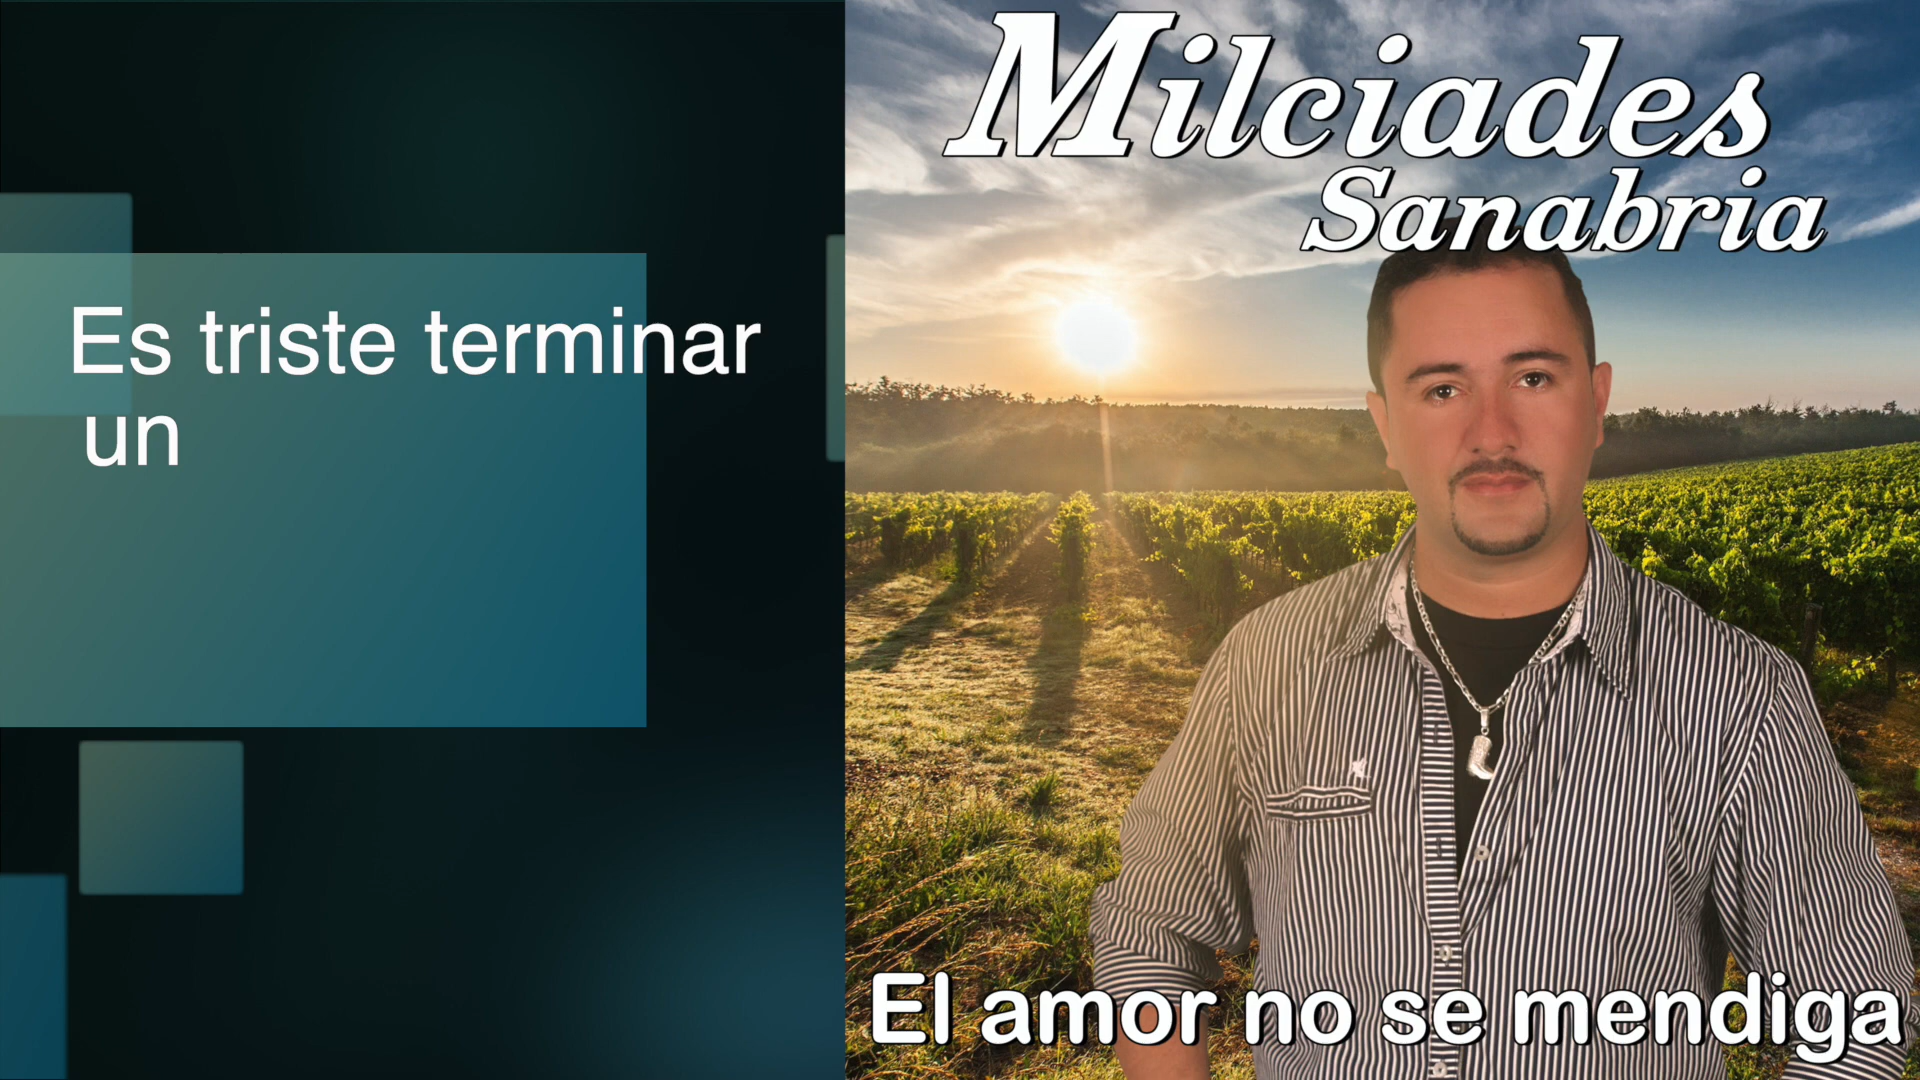 Es triste terminar
un
Milciades
Sanabria
El amor no se mendiga